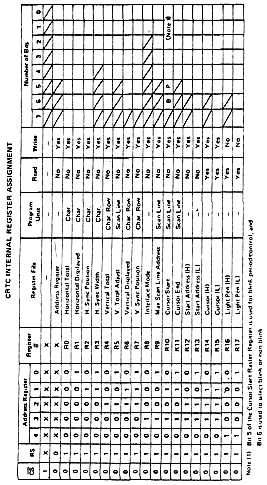 CRTC INTERNAL REGISTER ASSIGNMENT
CS RS Address Register Register # Register File Program Unit Read Write Number of Bits
4 3 2 1 0 7 6 5 4 3 2 1 0
1 X X X X X X X – – – –
0 0 X X X X X X Address Register – No Yes
0 1 0 0 0 0 0 R0 Horizontal Total Char. No Yes
0 1 0 0 0 0 1 R1 Horizontal Displayed Char. No Yes
0 1 0 0 0 1 0 R2 H. Sync Position Char. No Yes
0 1 0 0 0 1 1 R3 H. Sync Width Char. No Yes
0 1 0 0 1 0 0 R4 Vertical Total Char. Row No Yes
0 1 0 0 1 0 1 R5 V. Total Adjust Scan Line No Yes
0 1 0 0 1 1 0 R6 Vertical Displayed Char. Row No Yes
0 1 0 0 1 1 1 R7 V. Sync Position Char. Row No Yes
0 1 0 1 0 0 0 R8 Interlace Mode – No Yes
0 1 0 1 0 0 1 R9 Max Scan Line Address Scan Line No Yes
0 1 0 1 0 1 0 R10 Cursor Start Scan Line No Yes B P (Note 1)
0 1 0 1 0 1 1 R11 Cursor End Scan Line No Yes
0 1 0 1 1 0 0 R12 Start Address (H) – No Yes
0 1 0 1 1 0 1 R13 Start Address (L) – No Yes
0 1 0 1 1 1 0 R14 Cursor (H) – Yes Yes
0 1 0 1 1 1 1 R15 Cursor (L) – Yes Yes
0 1 1 0 0 0 0 R16 Light Pen (H) – Yes No
0 1 1 0 0 0 1 R17 Light Pen (L) – Yes No
Note (1) Bit 5 of the Cursor Start Raster Register is used for blink period control, and
Bit 6 is used to select blink or non-blink